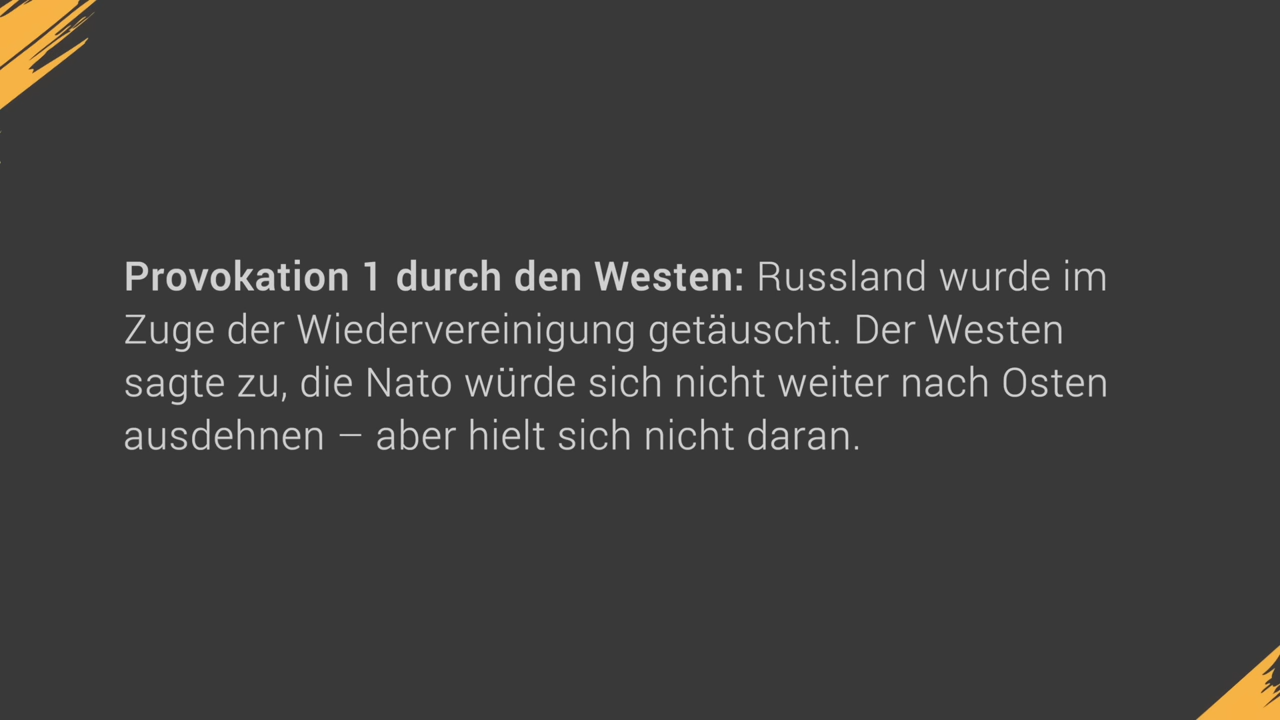 Provokation 1 durch den Westen: Russland wurde im
Zuge der Wiedervereinigung getäuscht. Der Westen
sagte zu, die Nato würde sich nicht weiter nach Osten
ausdehnen – aber hielt sich nicht daran.